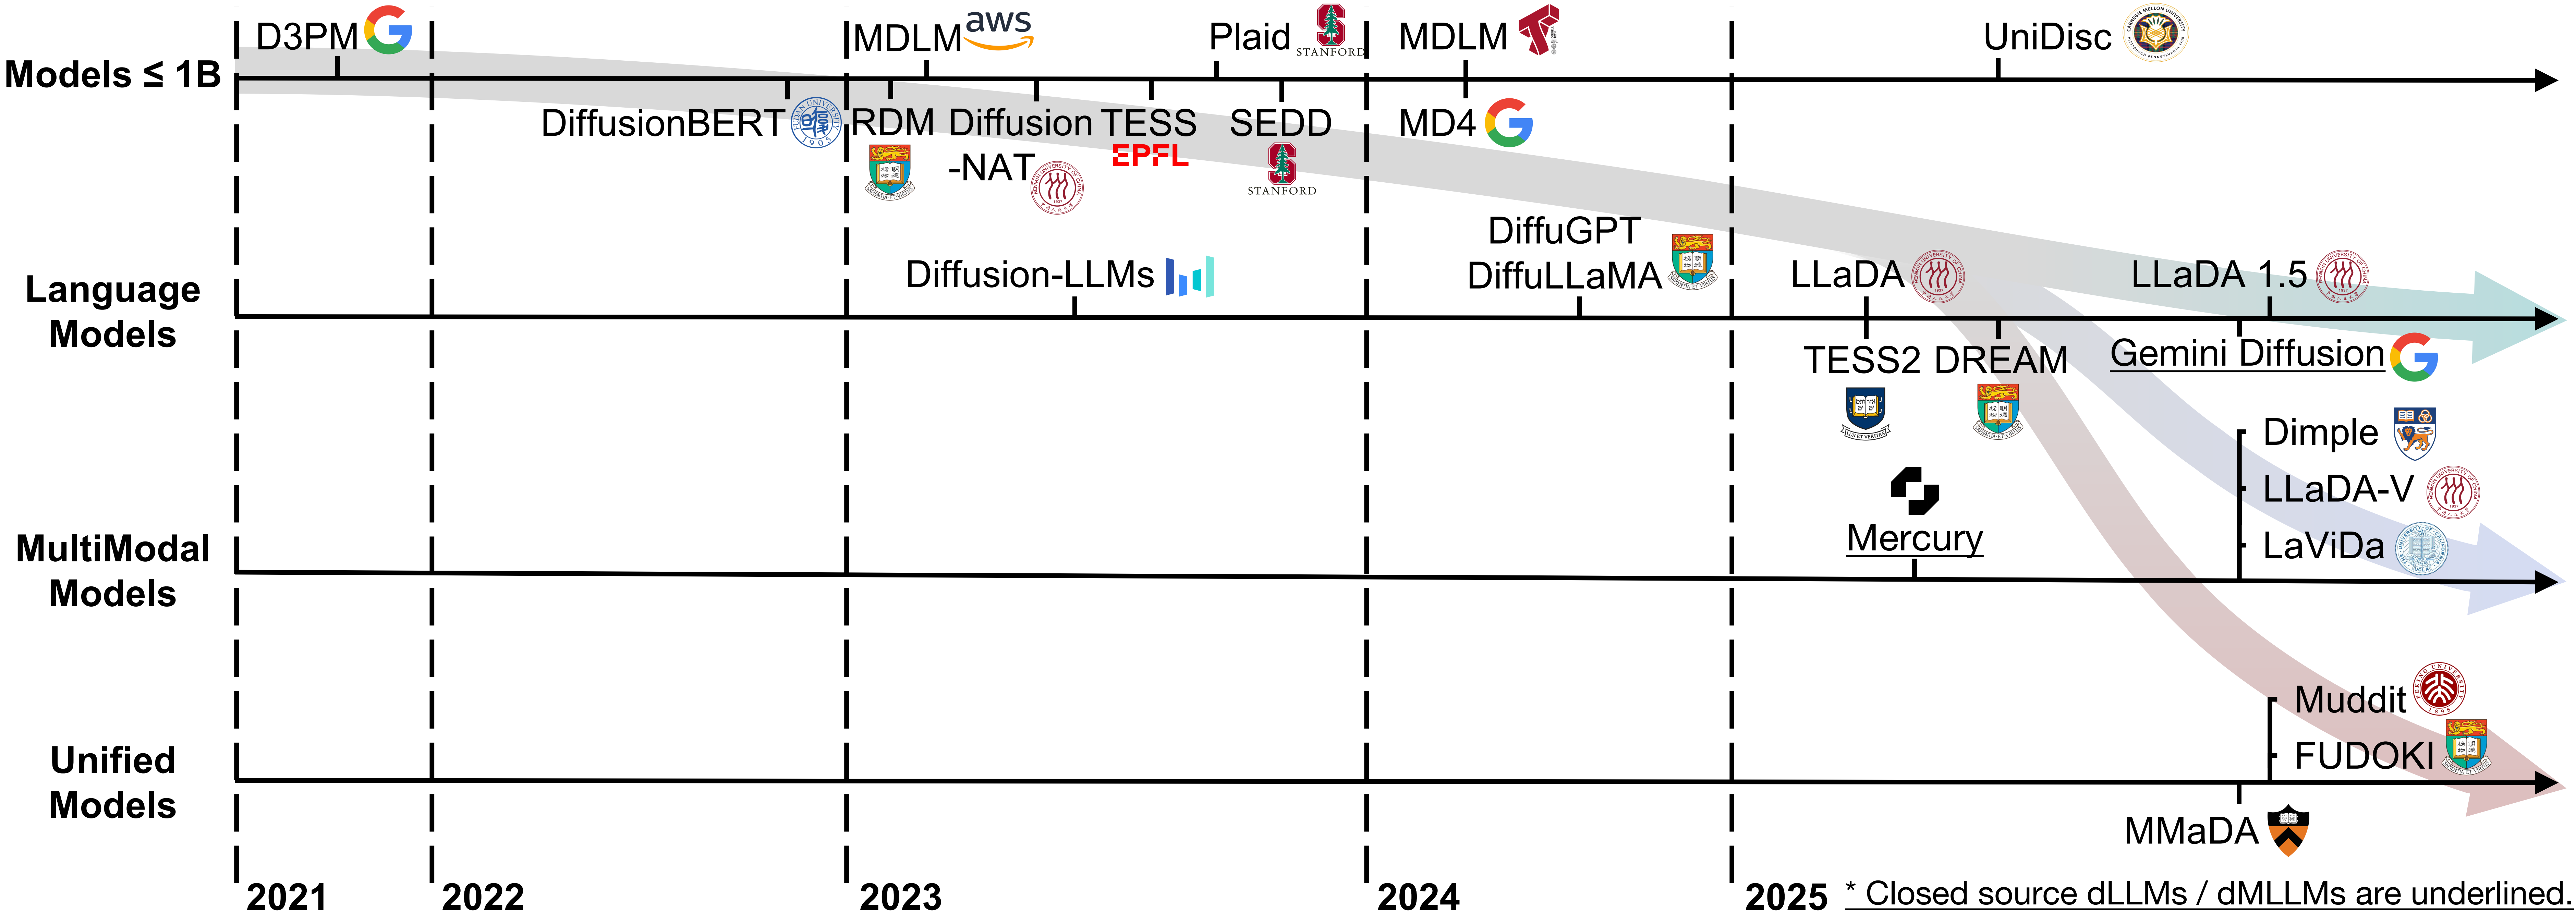 D3PM
MDLM
aws
Plaid
STANFORD
MDLM
UniDisc
Models ≤ 1B
DiffusionBERT
RDM
Diffusion
-NAT
TESS
EPFL
SEDD
STANFORD
MD4
Language
Models
Diffusion-LLMs
DiffuGPT
DiffuLLaMA
LLaDA
LLaDA 1.5
TESS2
DREAM
Gemini Diffusion
MultiModal
Models
Mercury
Dimple
LLaDA-V
LaViDa
Unified
Models
Muddit
FUDOKI
MMaDA
2021
2022
2023
2024
2025
* Closed source dLLMs / dMLLMs are underlined.